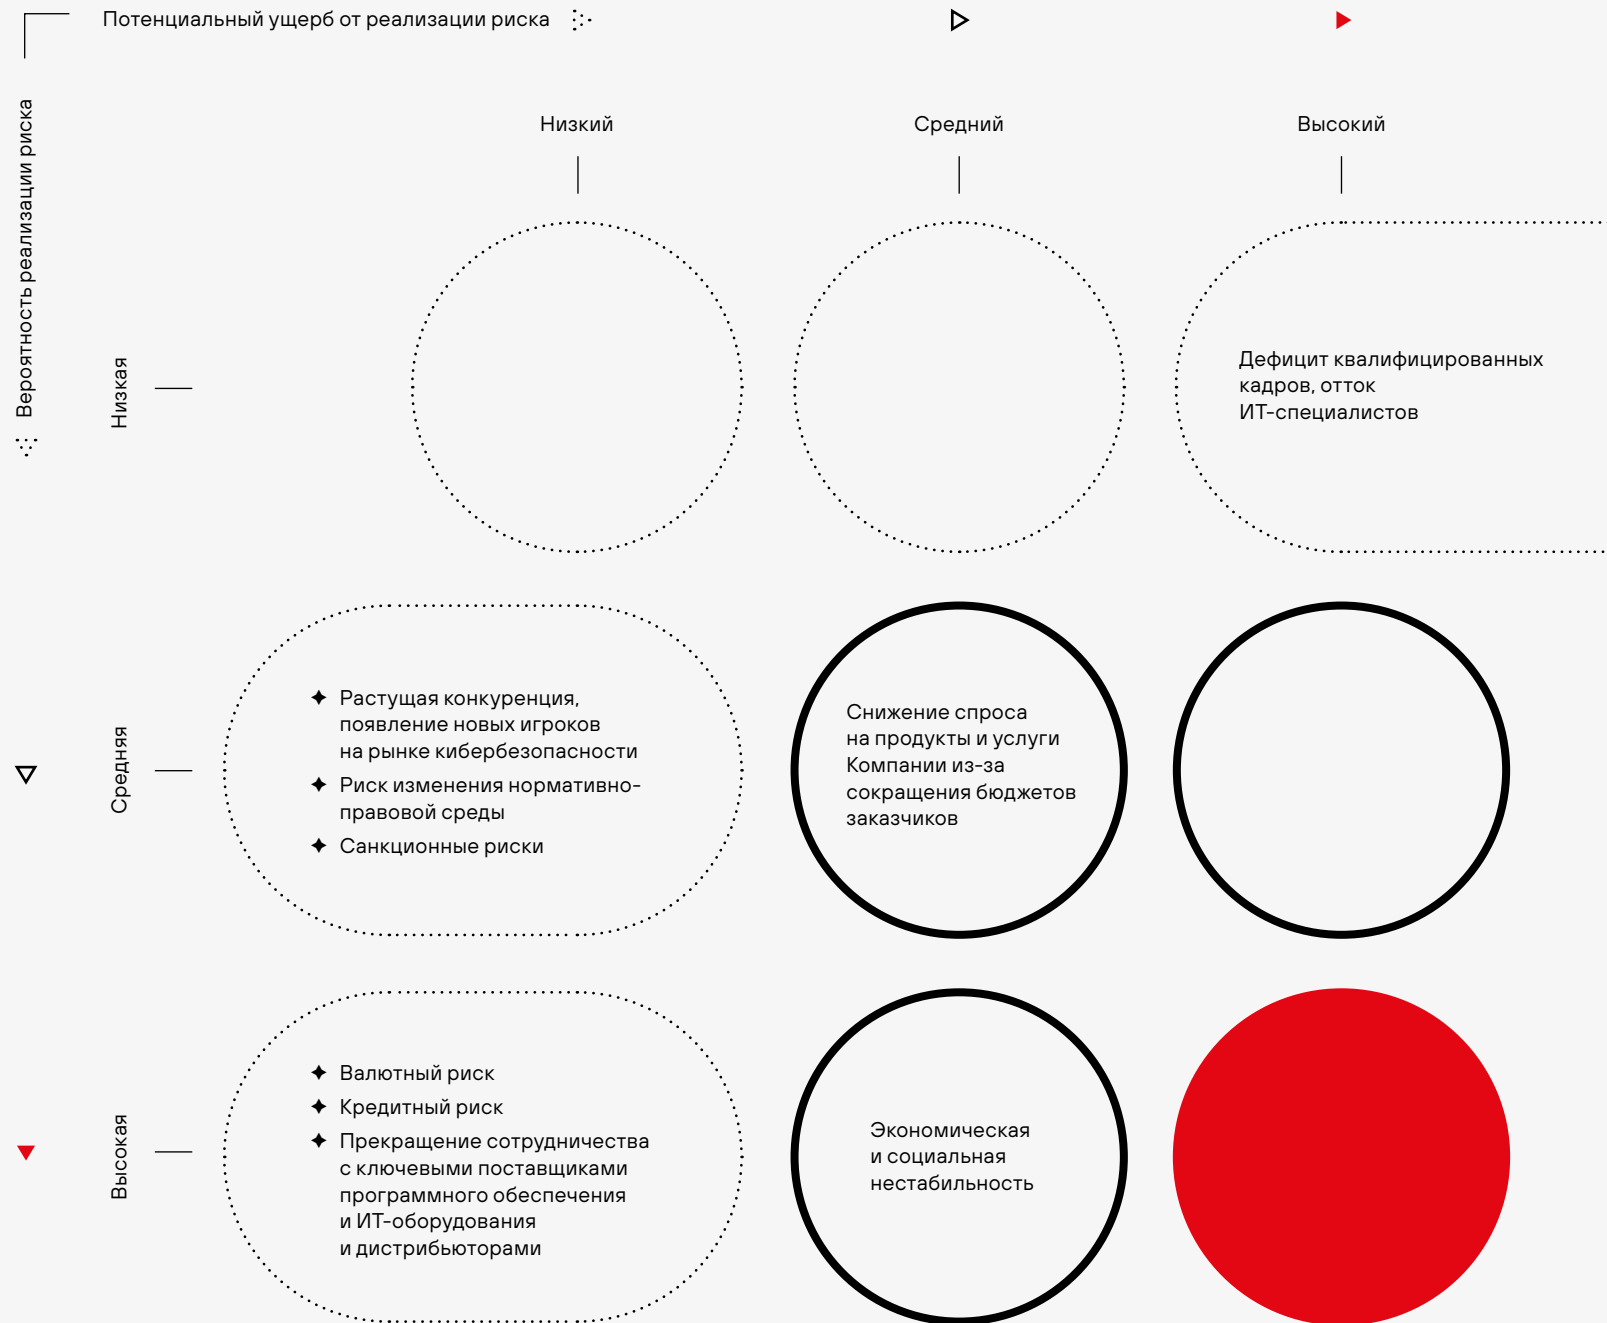 Потенциальный ущерб от реализации риска
Вероятность реализации риска
Низкий
Средний
Высокий
Низкая
Дефицит квалифицированных
кадров, отток
ИТ-специалистов
Средняя
Растущая конкуренция,
появление новых игроков
на рынке кибербезопасности
Риск изменения нормативно-
правовой среды
Санкционные риски
Снижение спроса
на продукты и услуги
Компании из-за
сокращения бюджетов
заказчиков
Высокая
Валютный риск
Кредитный риск
Прекращение сотрудничества
с ключевыми поставщиками
программного обеспечения
и ИТ-оборудования
и дистрибьюторами
Экономическая
и социальная
нестабильность